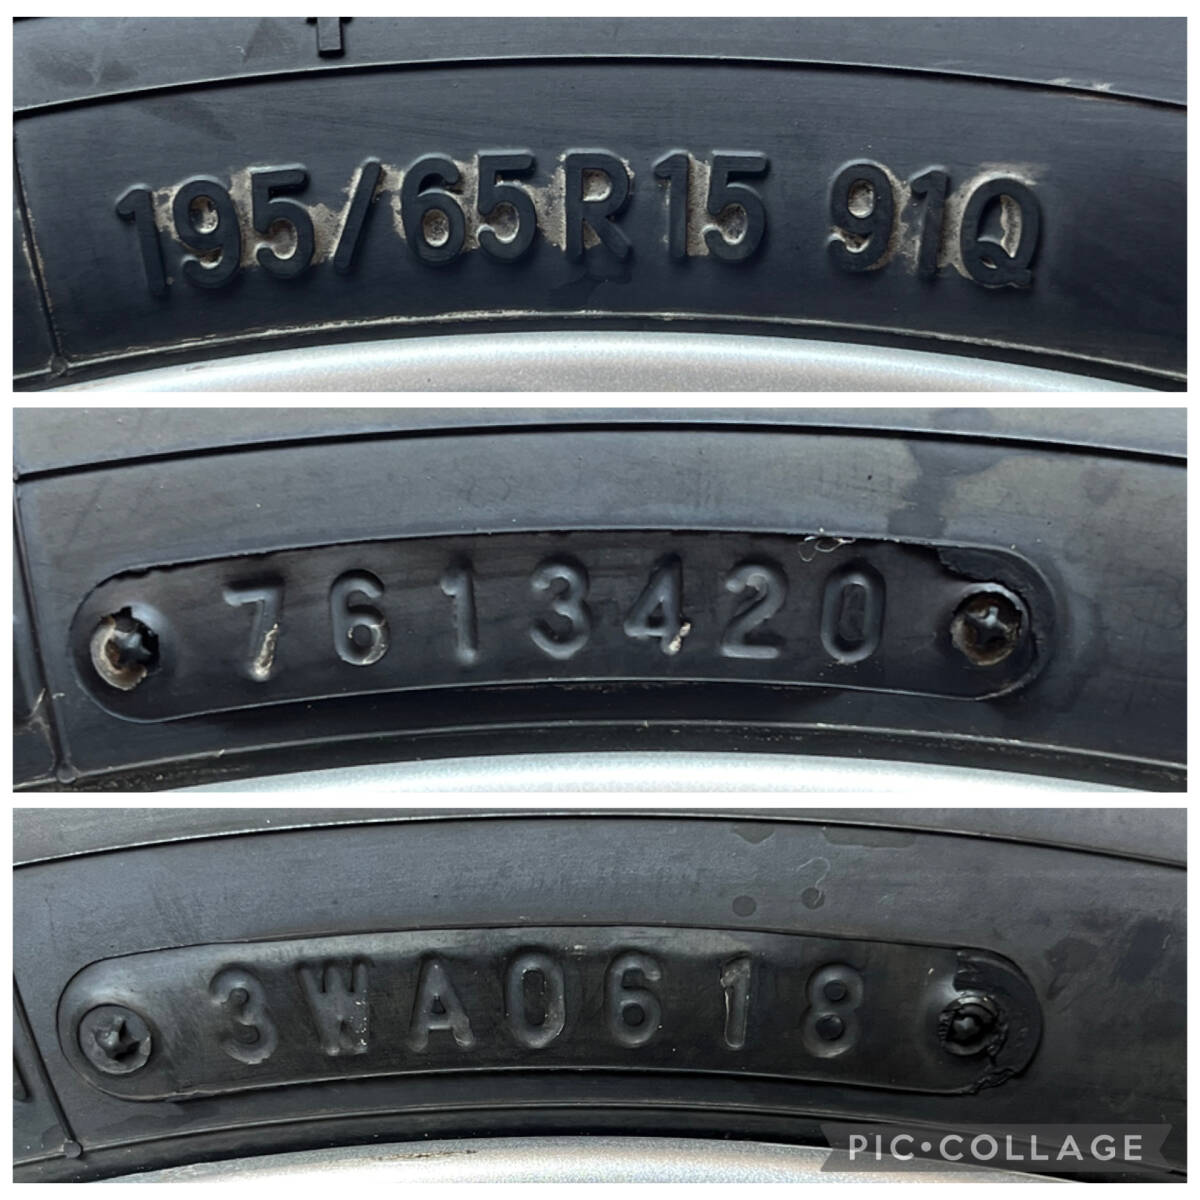 195/65R15 91Q
7613420
3WA0618
PIC•COLLAGE